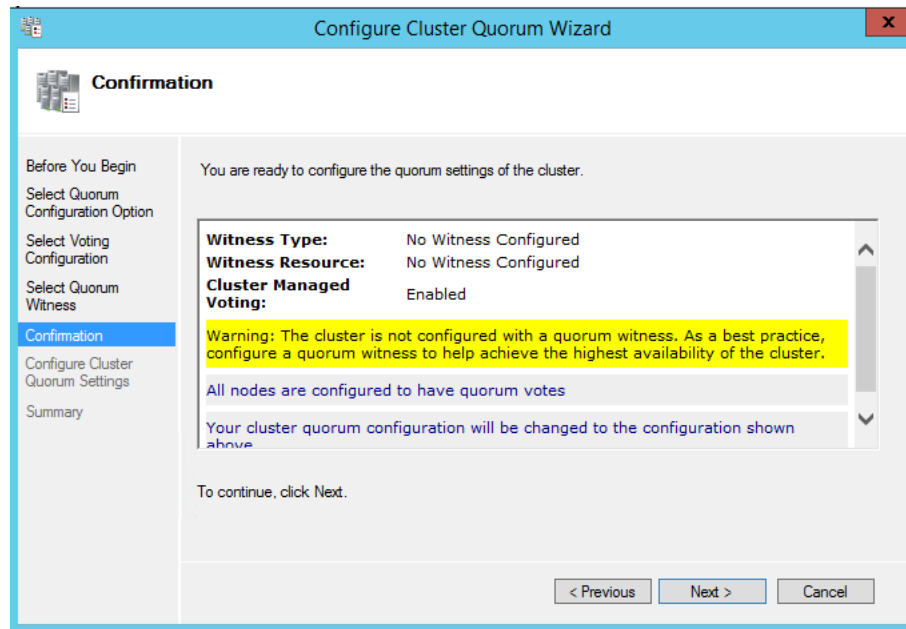 Configure Cluster Quorum Wizard
x
Confirmation
Before You Begin
Select Quorum
Configuration Option
Select Voting
Configuration
Select Quorum
Witness
Confirmation
Configure Cluster
Quorum Settings
Summary
You are ready to configure the quorum settings of the cluster.
Witness Type: No Witness Configured
Witness Resource: No Witness Configured
Cluster Managed
Voting: Enabled
Warning: The cluster is not configured with a quorum witness. As a best practice,
configure a quorum witness to help achieve the highest availability of the cluster.
All nodes are configured to have quorum votes
Your cluster quorum configuration will be changed to the configuration shown
above
To continue, click Next.
< Previous
Next >
Cancel